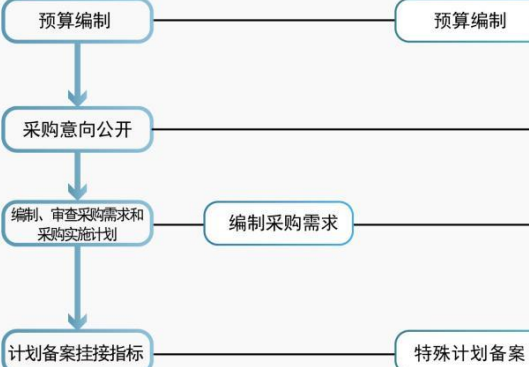 预算编制
预算编制
采购意向公开
编制、审查采购需求和
采购实施计划
编制采购需求
计划备案挂接指标
特殊计划备案